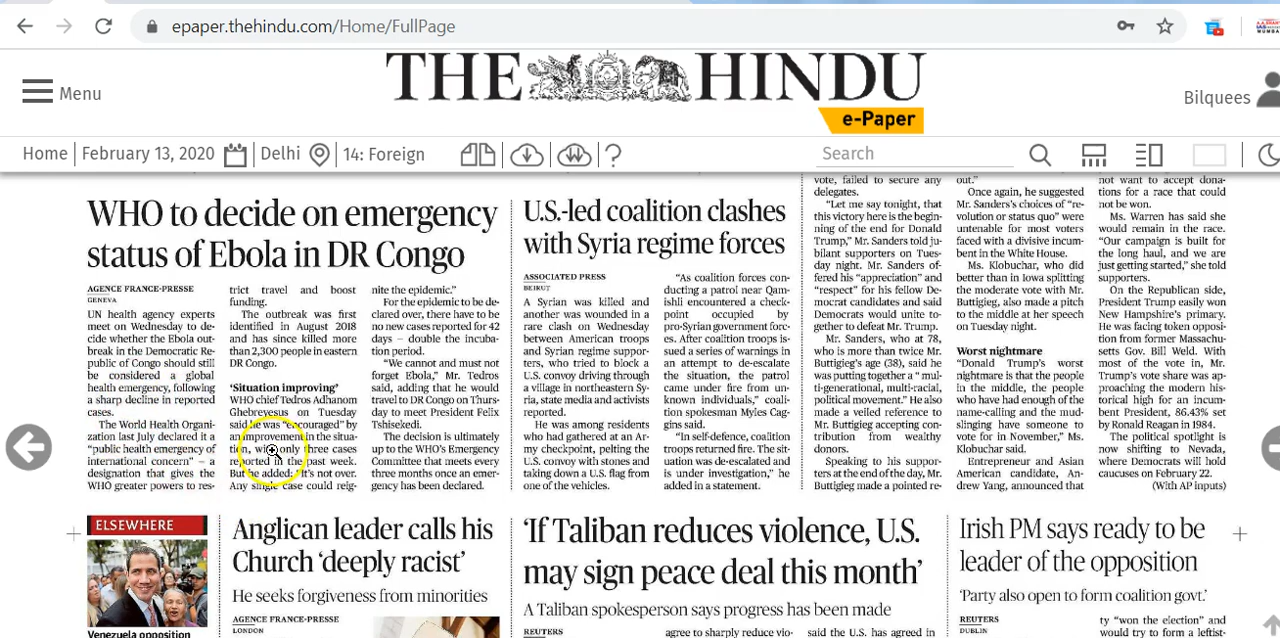 epaper.thehindu.com/Home/FullPage
Menu
THE HINDU
e-Paper
Bilquees
Home
February 13, 2020
Delhi
14: Foreign
?
Search
WHO to decide on emergency
status of Ebola in DR Congo
AGENCE FRANCE-PRESSE
GENEVA
UN health agency experts
meet on Wednesday to de-
cide whether the Ebola out-
break in the Democratic Re-
public of Congo should still
be considered a global
health emergency, following
a sharp decline in reported
cases.
The World Health Organi-
zation last July declared it a
“public health emergency of
international concern” – a
designation that gives the
WHO greater powers to res-
trict travel and boost
funding.
The outbreak was first
identified in August 2018
and has since killed more
than 2,300 people in eastern
DR Congo.
‘Situation improving’
WHO chief Tedros Adhanom
Ghebreyesus on Tuesday
said he was “encouraged” by
an improvement in the situa-
tion, with only three cases
reported in past week.
But he added: it’s not over.
Any single case could reig-
nite the epidemic.”
For the epidemic to be de-
clared over, there have to be
no new cases reported for 42
days – double the incuba-
tion period.
“We cannot and must not
forget Ebola,” Mr. Tedros
said, adding that he would
travel to DR Congo on Thurs-
day to meet President Felix
Tshisekedi.
The decision is ultimately
up to the WHO’s Emergency
Committee that meets every
three months once an emer-
gency has been declared.
U.S.-led coalition clashes
with Syria regime forces
ASSOCIATED PRESS
BEIRUT
A Syrian was killed and
another was wounded in a
rare clash on Wednesday
between American troops
and Syrian regime suppor-
ters, who tried to block a
U.S. convoy driving through
a village in northeastern Sy-
ria, state media and activists
reported.
He was among residents
who had gathered at an Ar-
my checkpoint, pelting the
U.S. convoy with stones and
taking down a U.S. flag from
one of the vehicles.
“As coalition forces con-
ducting a patrol near Qam-
ishli encountered a check-
point occupied by
pro-Syrian government forc-
es. After coalition troops is-
sued a series of warnings in
an attempt to de-escalate
the situation, the patrol
came under fire from un-
known individuals,” coali-
tion spokesman Myles Cag-
gins said.
“In self-defence, coalition
troops returned fire. The
situation was de-escalated and
is under investigation,” he
added in a statement.
vote, failed to secure any
delegates.
“Let me say tonight, that
this victory here is the begin-
ning of the end for Donald
Trump,” Mr. Sanders told ju-
bilant supporters on Tues-
day night. Mr. Sanders of-
fered his “appreciation” and
“respect” for his fellow De-
mocrat candidates and said
Democrats would unite to-
gether to defeat Mr. Trump.
Mr. Sanders, who at 78,
who is more than twice Mr.
Buttigieg’s age (38), said he
was putting together a “ mul-
ti-generational, multi-racial,
political movement.” He also
made a veiled reference to
Mr. Buttigieg accepting con-
tribution from wealthy
donors.
Speaking to his suppor-
ters at the end of the day, Mr.
Buttigieg made a pointed re-
out.”
Once again, he suggested
Mr. Sanders’s choices of “re-
volution or status quo” were
untenable for most voters
faced with a divisive incum-
bent in the White House.
Ms. Klobuchar, who did
better than in Iowa splitting
the moderate vote with Mr.
Buttigieg, also made a pitch
to the middle at her speech
on Tuesday night.
Worst nightmare
“Donald Trump’s worst
nightmare is that the people
in the middle, the people
who have had enough of the
name-calling and the mud-
slinging have someone to
vote for in November,” Ms.
Klobuchar said.
Entrepreneur and Asian
American candidate, An-
drew Yang, announced that
not want to accept dona-
tions for a race that could
not be won.
Ms. Warren has said she
would remain in the race.
“Our campaign is built for
the long haul, and we are
just getting started,” she told
supporters.
On the Republican side,
President Trump easily won
New Hampshire’s primary.
He was facing token opposi-
tion from former Massachu-
setts Gov. Bill Weld. With
most of the vote in, Mr.
Trump’s vote share was ap-
proaching the modern his-
torical high for an incum-
bent President, 86.43% set
by Ronald Reagan in 1984.
The political spotlight is
now shifting to Nevada,
where Democrats will hold
caucuses on February 22.
(With AP inputs)
ELSEWHERE
Venezuela opposition
Anglican leader calls his
Church ‘deeply racist’
He seeks forgiveness from minorities
AGENCE FRANCE-PRESSE
LONDON
‘If Taliban reduces violence, U.S.
may sign peace deal this month’
A Taliban spokesperson says progress has been made
REUTERS
agree to sharply reduce vio-
said the U.S. has agreed in
Irish PM says ready to be
leader of the opposition
‘Party also open to form coalition govt.’
REUTERS
DUBLIN
ty “won the election” and
would try to form a leftis-